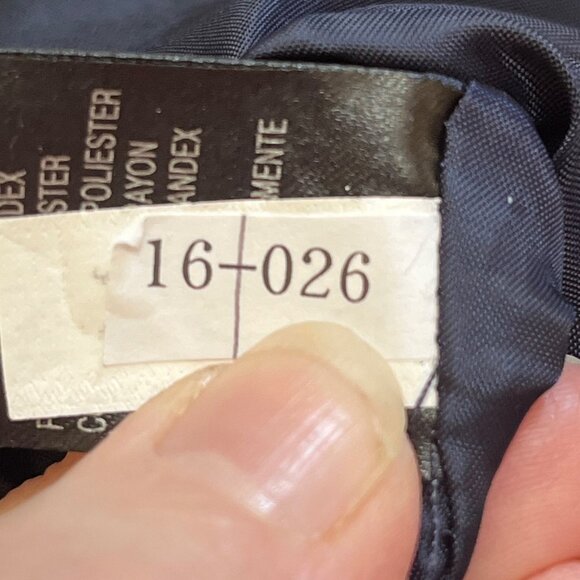 DEX
STER
POLIESTER
AYON
ANDEX
MENTE
16-026